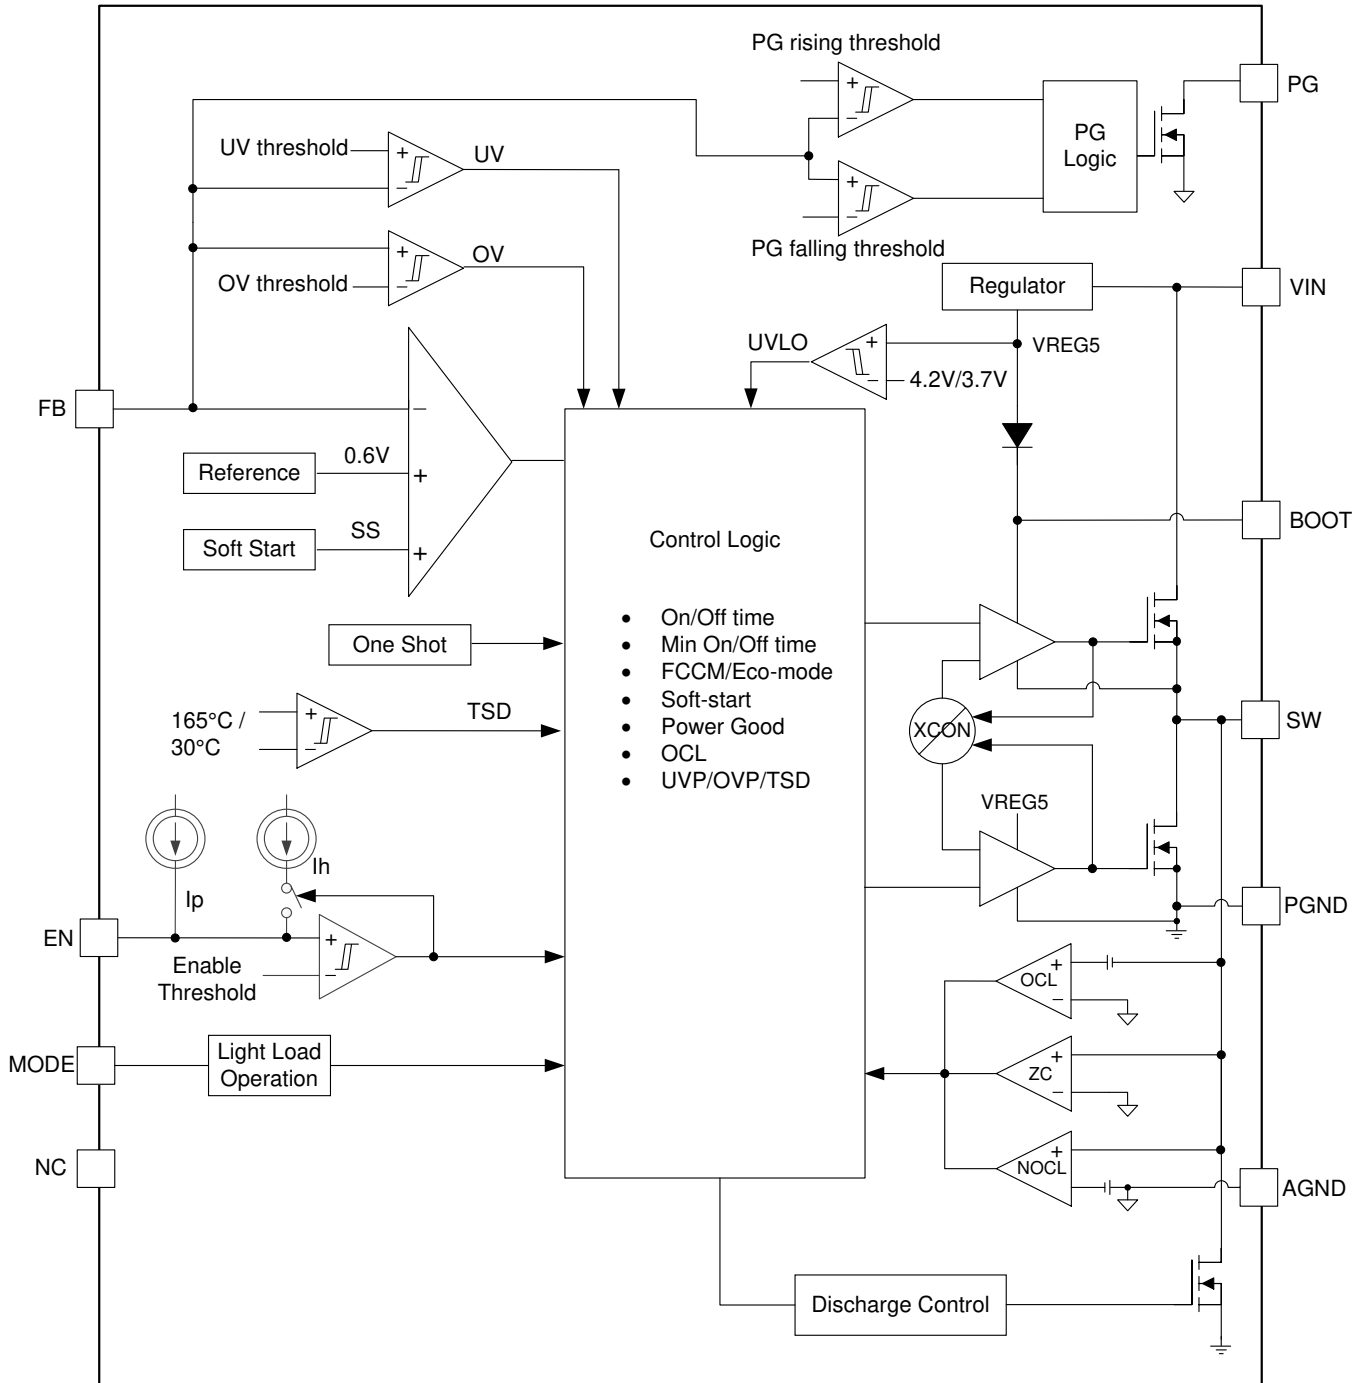 PG rising threshold
PG
PG
Logic
UV threshold
+
−
UV
+
−
+
−
PG falling threshold
OV threshold
+
−
OV
Regulator
VIN
UVLO
+
−
VREG5
4.2V/3.7V
FB
−
0.6V
Reference
+
SS
Soft Start
+
BOOT
Control Logic
• On/Off time
• Min On/Off time
• FCCM/Eco-mode
• Soft-start
• Power Good
• OCL
• UVP/OVP/TSD
One Shot
165°C /
30°C
+
−
TSD
XCON
SW
VREG5
Ip
Ih
PGND
EN
+
−
Enable
Threshold
OCL
+
−
MODE
Light Load
Operation
ZC
+
−
NC
NOCL
+
AGND
Discharge Control